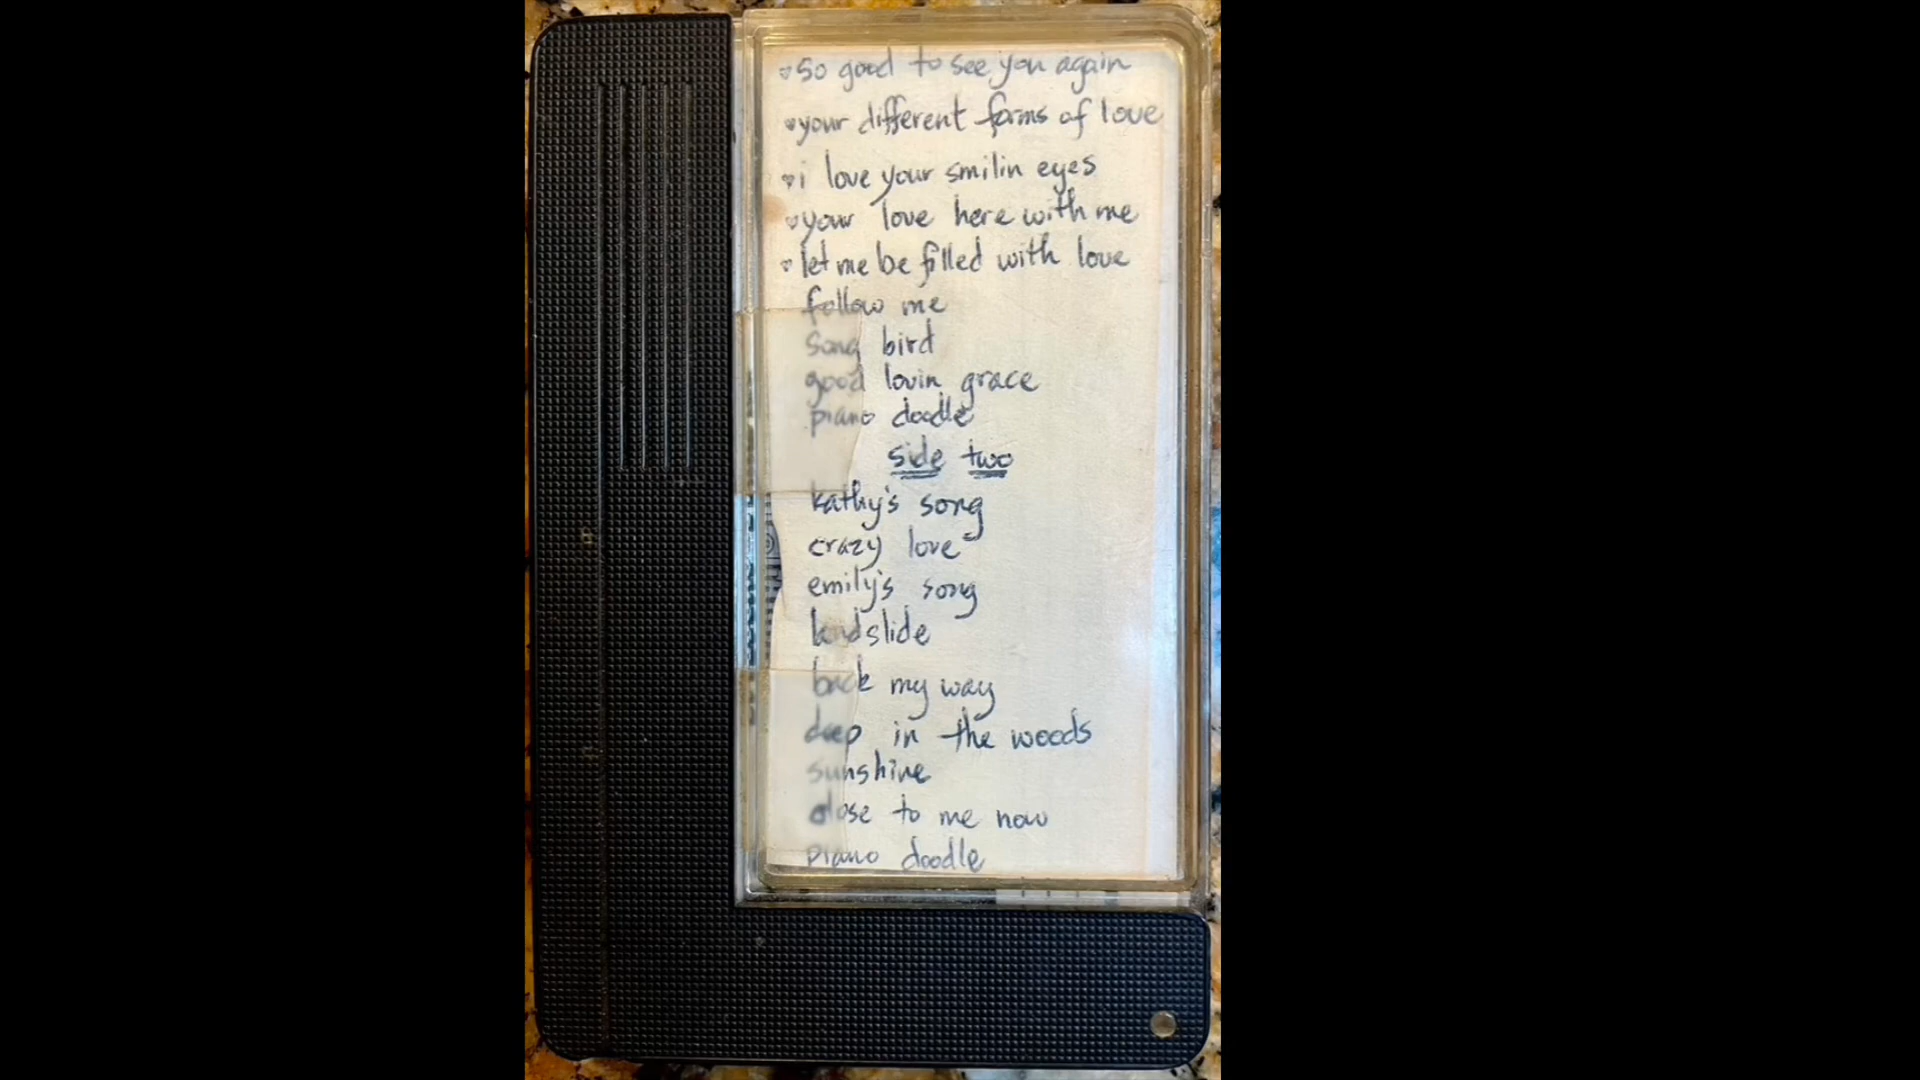 ♡ so good to see you again
♡ your different forms of love
♡ i love your smilin eyes
♡ your love here with me
♡ let me be filled with love
follow me
song bird
good lovin grace
piano doodle
side two
kathy's song
crazy love
emily's song
landslide
back my way
deep in the woods
sunshine
close to me now
piano doodle